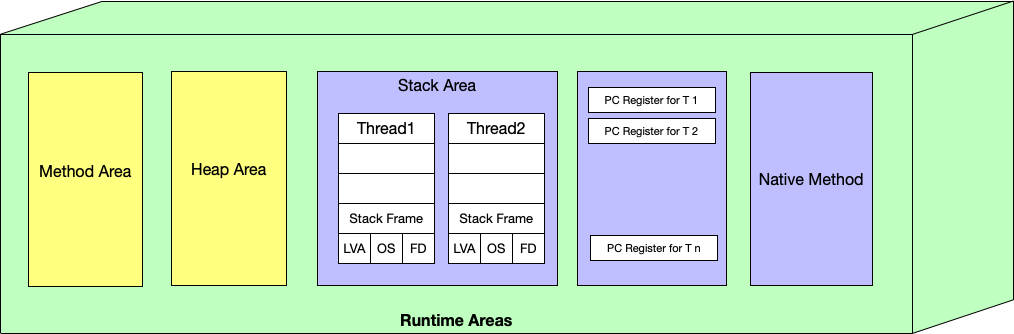 Method Area
Heap Area
Stack Area
Thread1
Stack Frame
LVA OS FD
Thread2
Stack Frame
LVA OS FD
PC Register for T 1
PC Register for T 2
PC Register for T n
Native Method
Runtime Areas